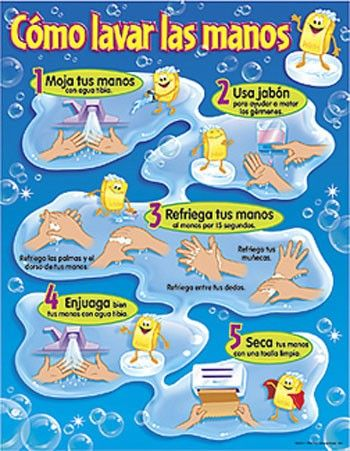 Cómo lavar las manos
1 Moja tus manos
con agua tibia.
2 Usa jabón
para ayudar a matar
los gérmenes.
3 Refriega tus manos
al menos por 15 segundos.
Refriega las palmas y el
dorso de tus manos.
Refriega entre tus dedos.
Refriega tus
muñecas.
4 Enjuaga bien
tus manos con agua tibia.
5 Seca tus manos
con una toalla limpia.